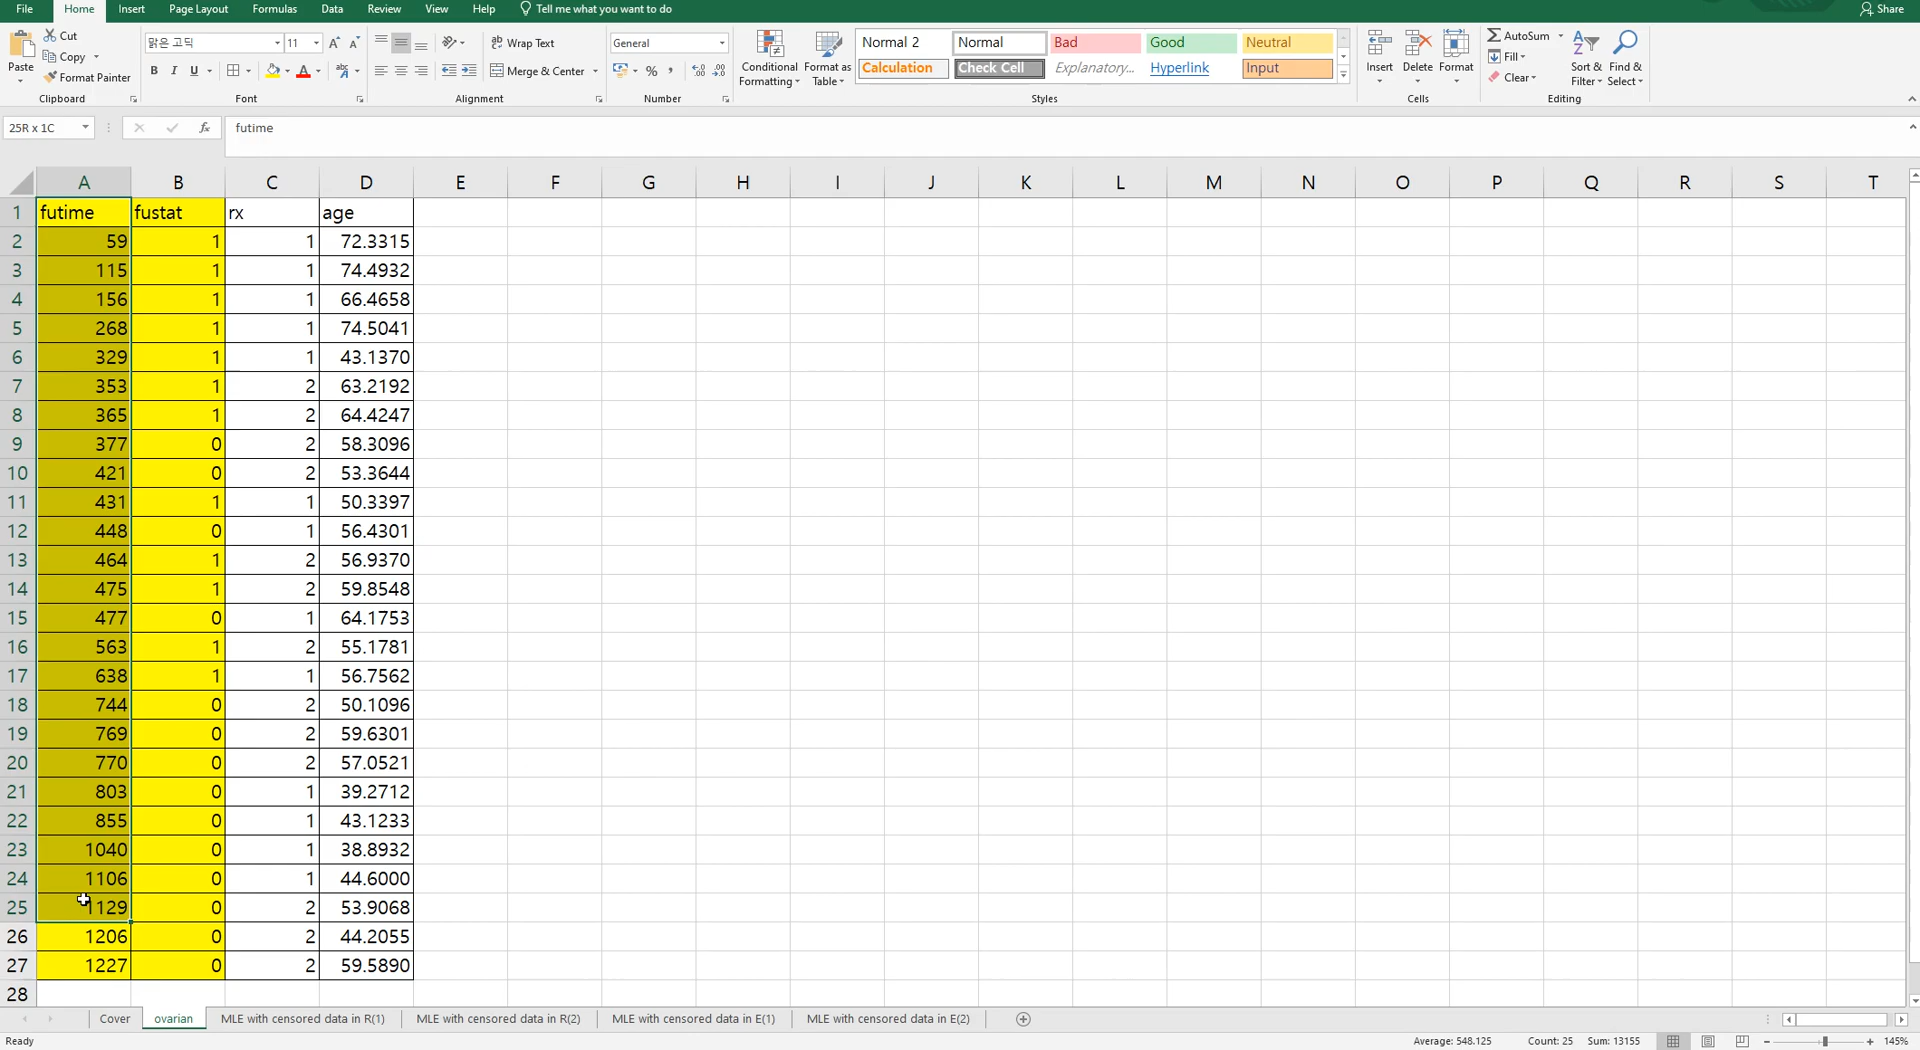 File Home Insert Page Layout Formulas Data Review View Help Tell me what you want to do Share
Paste Cut Copy Format Painter Clipboard
맑은 고딕 11 A A B I U A Font
Wrap Text Merge & Center Alignment
General % , Number
Conditional Formatting Format as Table
Normal 2 Normal Bad Good Neutral
Calculation Check Cell Explanatory... Hyperlink Input
Styles
Insert Delete Format Cells
AutoSum Fill Clear Sort & Filter Find & Select Editing
25R x 1C fx futime
A B C D E F G H I J K L M N O P Q R S T
1 futime fustat rx age
2 59 1 1 72.3315
3 115 1 1 74.4932
4 156 1 1 66.4658
5 268 1 1 74.5041
6 329 1 1 43.1370
7 353 1 2 63.2192
8 365 1 2 64.4247
9 377 0 2 58.3096
10 421 0 2 53.3644
11 431 1 1 50.3397
12 448 0 1 56.4301
13 464 1 2 56.9370
14 475 1 2 59.8548
15 477 0 1 64.1753
16 563 1 2 55.1781
17 638 1 1 56.7562
18 744 0 2 50.1096
19 769 0 2 59.6301
20 770 0 2 57.0521
21 803 0 1 39.2712
22 855 0 1 43.1233
23 1040 0 1 38.8932
24 1106 0 1 44.6000
25 1129 0 2 53.9068
26 1206 0 2 44.2055
27 1227 0 2 59.5890
28
Cover ovarian MLE with censored data in R(1) MLE with censored data in R(2) MLE with censored data in E(1) MLE with censored data in E(2)
Ready Average: 548.125 Count: 25 Sum: 13155 145%